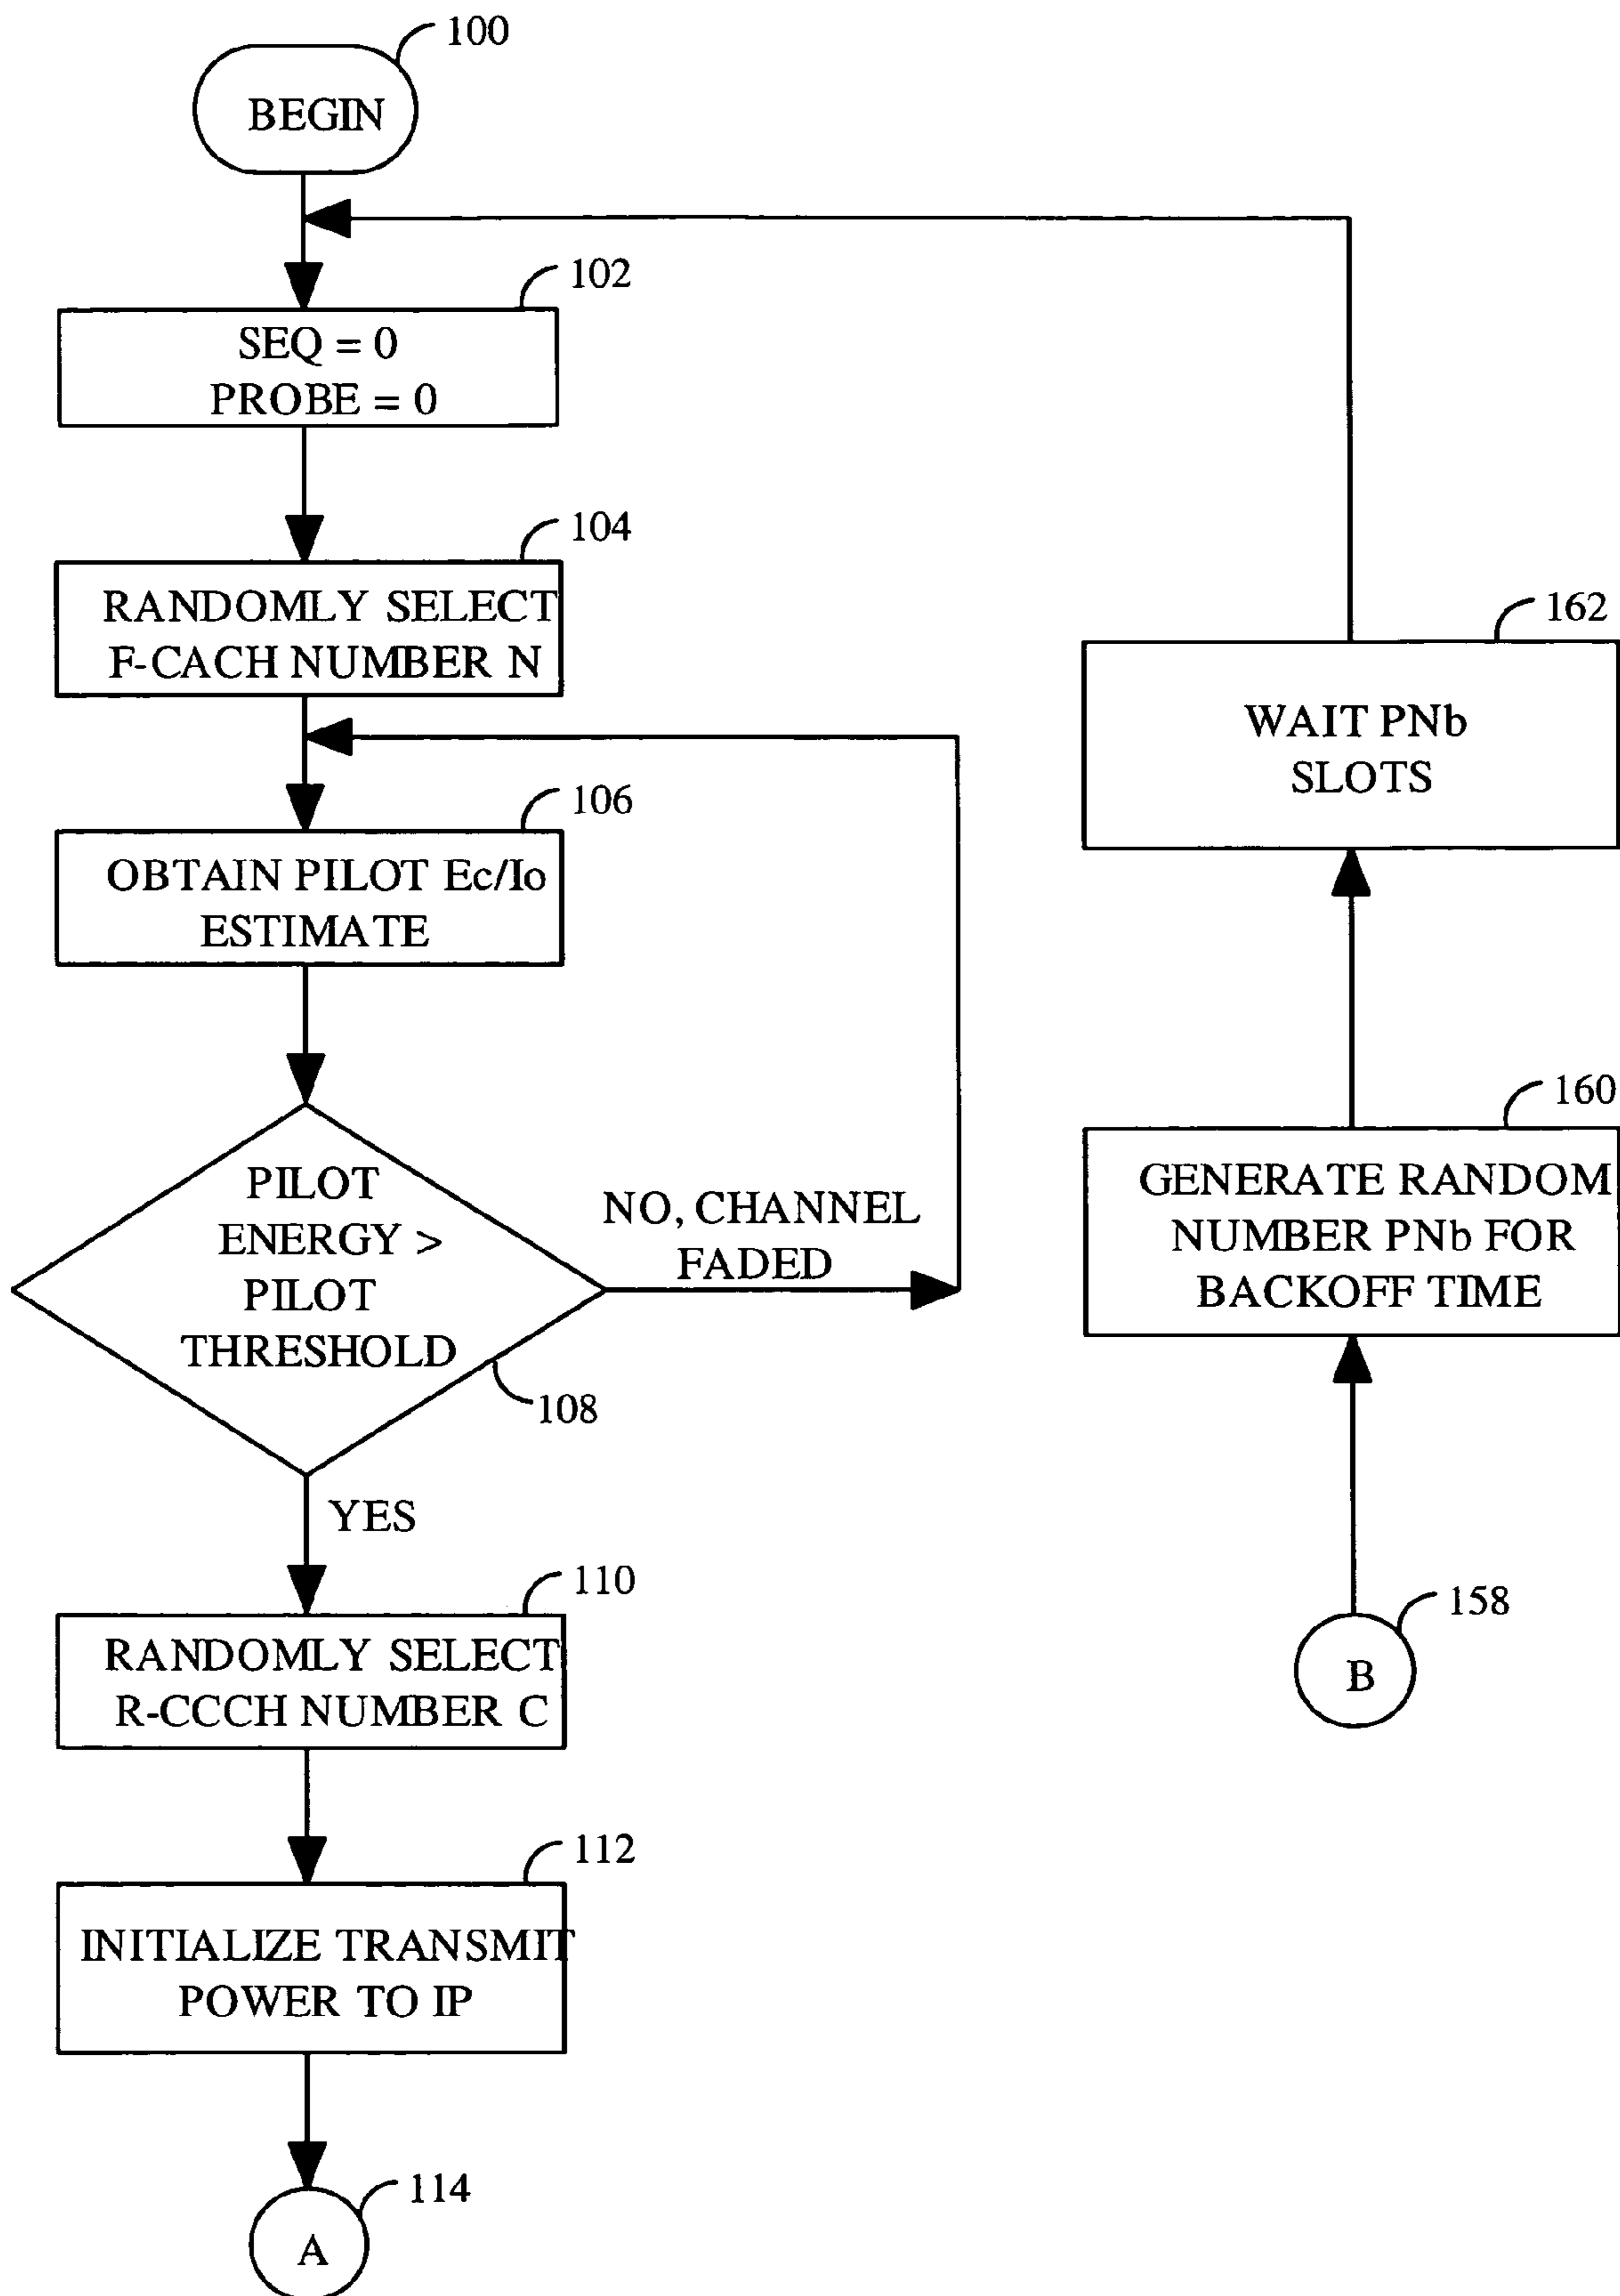 100
BEGIN
102
SEQ = 0
PROBE = 0
104
RANDOMLY SELECT
F-CACH NUMBER N
106
OBTAIN PILOT Ec/Io
ESTIMATE
PILOT
ENERGY >
PILOT
THRESHOLD
108
NO, CHANNEL
FADED
YES
110
RANDOMLY SELECT
R-CCCH NUMBER C
112
INITIALIZE TRANSMIT
POWER TO IP
114
A
162
WAIT PNb
SLOTS
160
GENERATE RANDOM
NUMBER PNb FOR
BACKOFF TIME
158
B